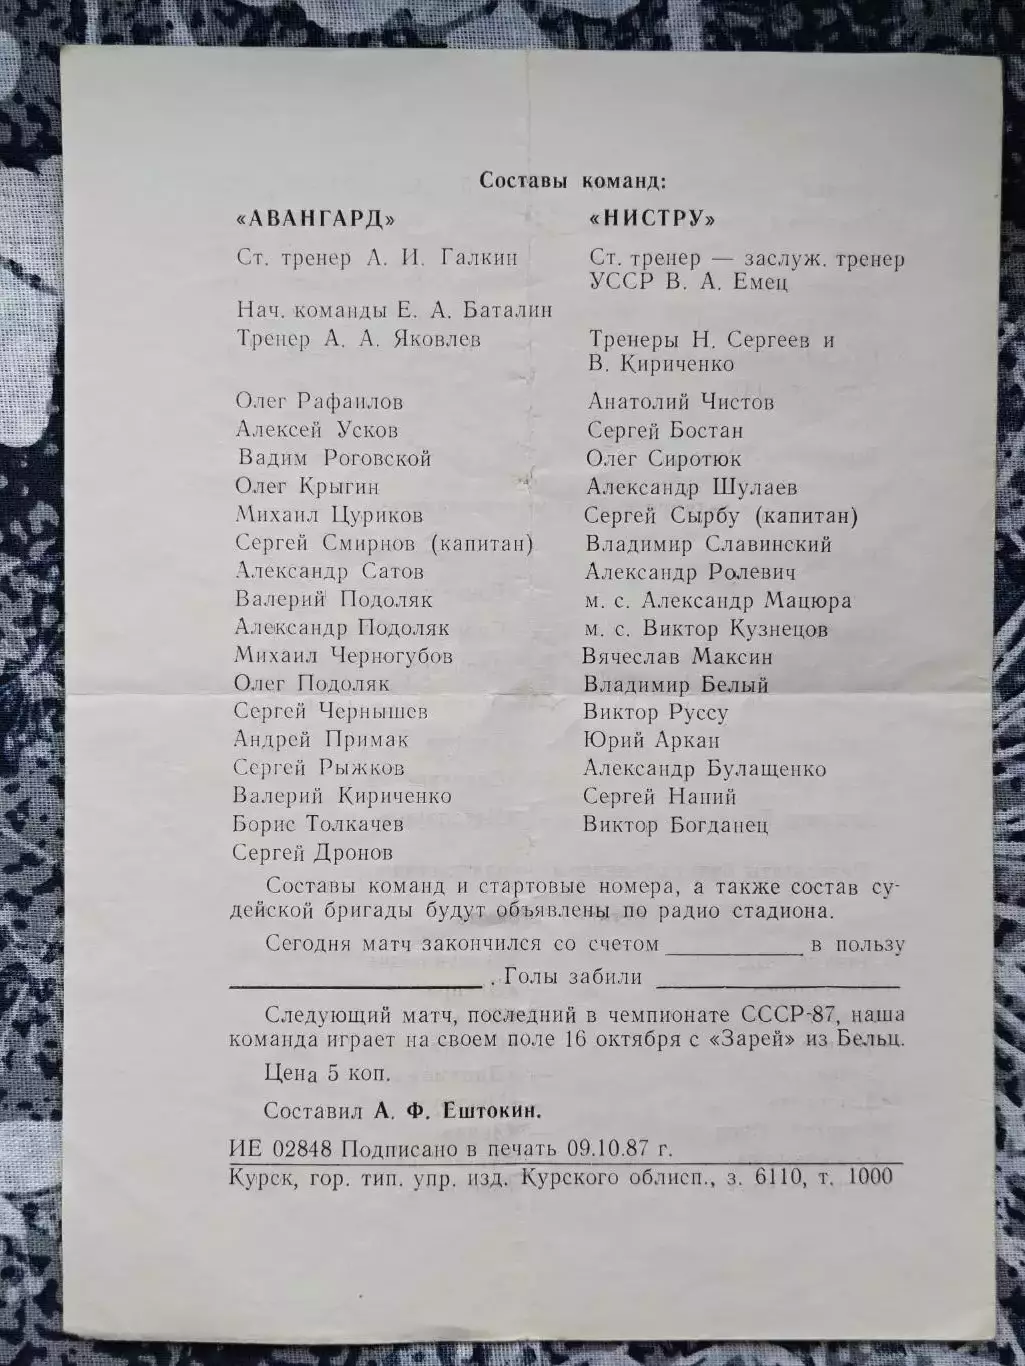 Составы команд:
«АВАНГАРД»
Ст. тренер А. И. Галкин
Нач. команды Е. А. Баталин
Тренер А. А. Яковлев
Олег Рафаилов
Алексей Усков
Вадим Роговской
Олег Крыгин
Михаил Цуриков
Сергей Смирнов (капитан)
Александр Сатов
Валерий Подоляк
Александр Подоляк
Михаил Черногубов
Олег Подоляк
Сергей Чернышев
Андрей Примак
Сергей Рыжков
Валерий Кириченко
Борис Толкачев
Сергей Дронов
«НИСТРУ»
Ст. тренер — заслуж. тренер
УССР В. А. Емец
Тренеры Н. Сергеев и
В. Кириченко
Анатолий Чистов
Сергей Бостан
Олег Сиротюк
Александр Шулаев
Сергей Сырбу (капитан)
Владимир Славинский
Александр Ролевич
м. с. Александр Мацюра
м. с. Виктор Кузнецов
Вячеслав Максин
Владимир Белый
Виктор Руссу
Юрий Аркан
Александр Булащенко
Сергей Наний
Виктор Богданец
Составы команд и стартовые номера, а также состав су-
дейской бригады будут объявлены по радио стадиона.
Сегодня матч закончился со счетом ____________ в пользу
______________________. Голы забили ______________________
Следующий матч, последний в чемпионате СССР-87, наша
команда играет на своем поле 16 октября с «Зарей» из Бельц.
Цена 5 коп.
Составил А. Ф. Ештокин.
ИЕ 02848 Подписано в печать 09.10.87 г.
Курск, гор. тип. упр. изд. Курского облисп., з. 6110, т. 1000